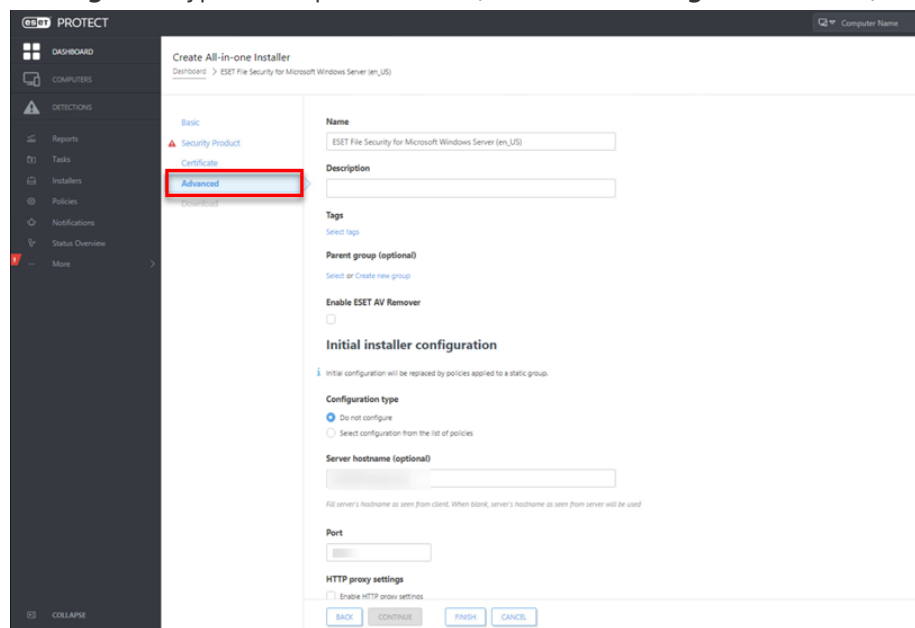 eset PROTECT
Computer Name
DASHBOARD
COMPUTERS
DETECTIONS
Reports
Tasks
Installers
Policies
Notifications
Status Overview
More
COLLAPSE
Create All-in-one Installer
Dashboard > ESET File Security for Microsoft Windows Server (en_US)
Basic
Security Product
Certificate
Advanced
Download
Name
ESET File Security for Microsoft Windows Server (en_US)
Description
Tags
Select tags
Parent group (optional)
Select or Create new group
Enable ESET AV Remover
Initial installer configuration
Initial configuration will be replaced by policies applied to a static group.
Configuration type
Do not configure
Select configuration from the list of policies
Server hostname (optional)
Fill server's hostname as seen from client. When blank, server's hostname as seen from server will be used
Port
HTTP proxy settings
Enable HTTP proxy settings
BACK CONTINUE FINISH CANCEL